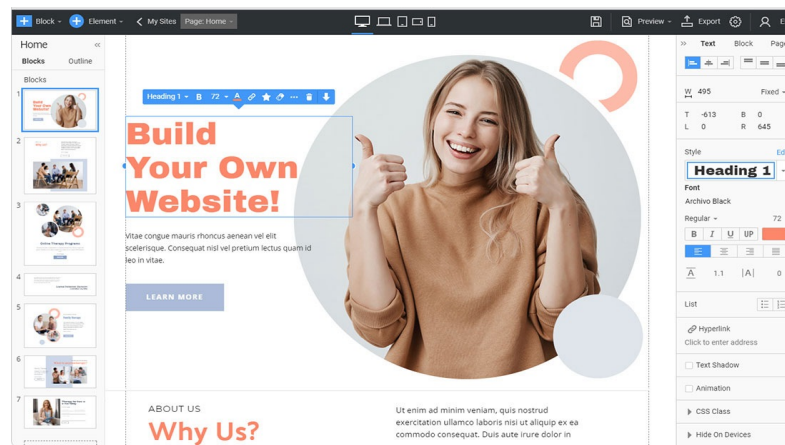 Block
Element
My Sites
Page: Home
Preview
Export
Home
Blocks
Outline
Blocks
1
2
3
4
5
6
7
Heading 1
B
72
A
Build
Your Own
Website!
Vitae congue mauris rhoncus aenean vel elit
scelerisque. Consequat nisl vel pretium lectus quam id
leo in vitae.
LEARN MORE
ABOUT US
Why Us?
Ut enim ad minim veniam, quis nostrud
exercitation ullamco laboris nisi ut aliquip ex ea
commodo consequat. Duis aute irure dolor in
Text
Block
Page
W 495 Fixed
T -613 B 0
L 0 R 645
Style
Heading 1
Font
Archivo Black
Regular 72
B I U UP
A 1.1 |A| 0
List
Hyperlink
Click to enter address
Text Shadow
Animation
CSS Class
Hide On Devices